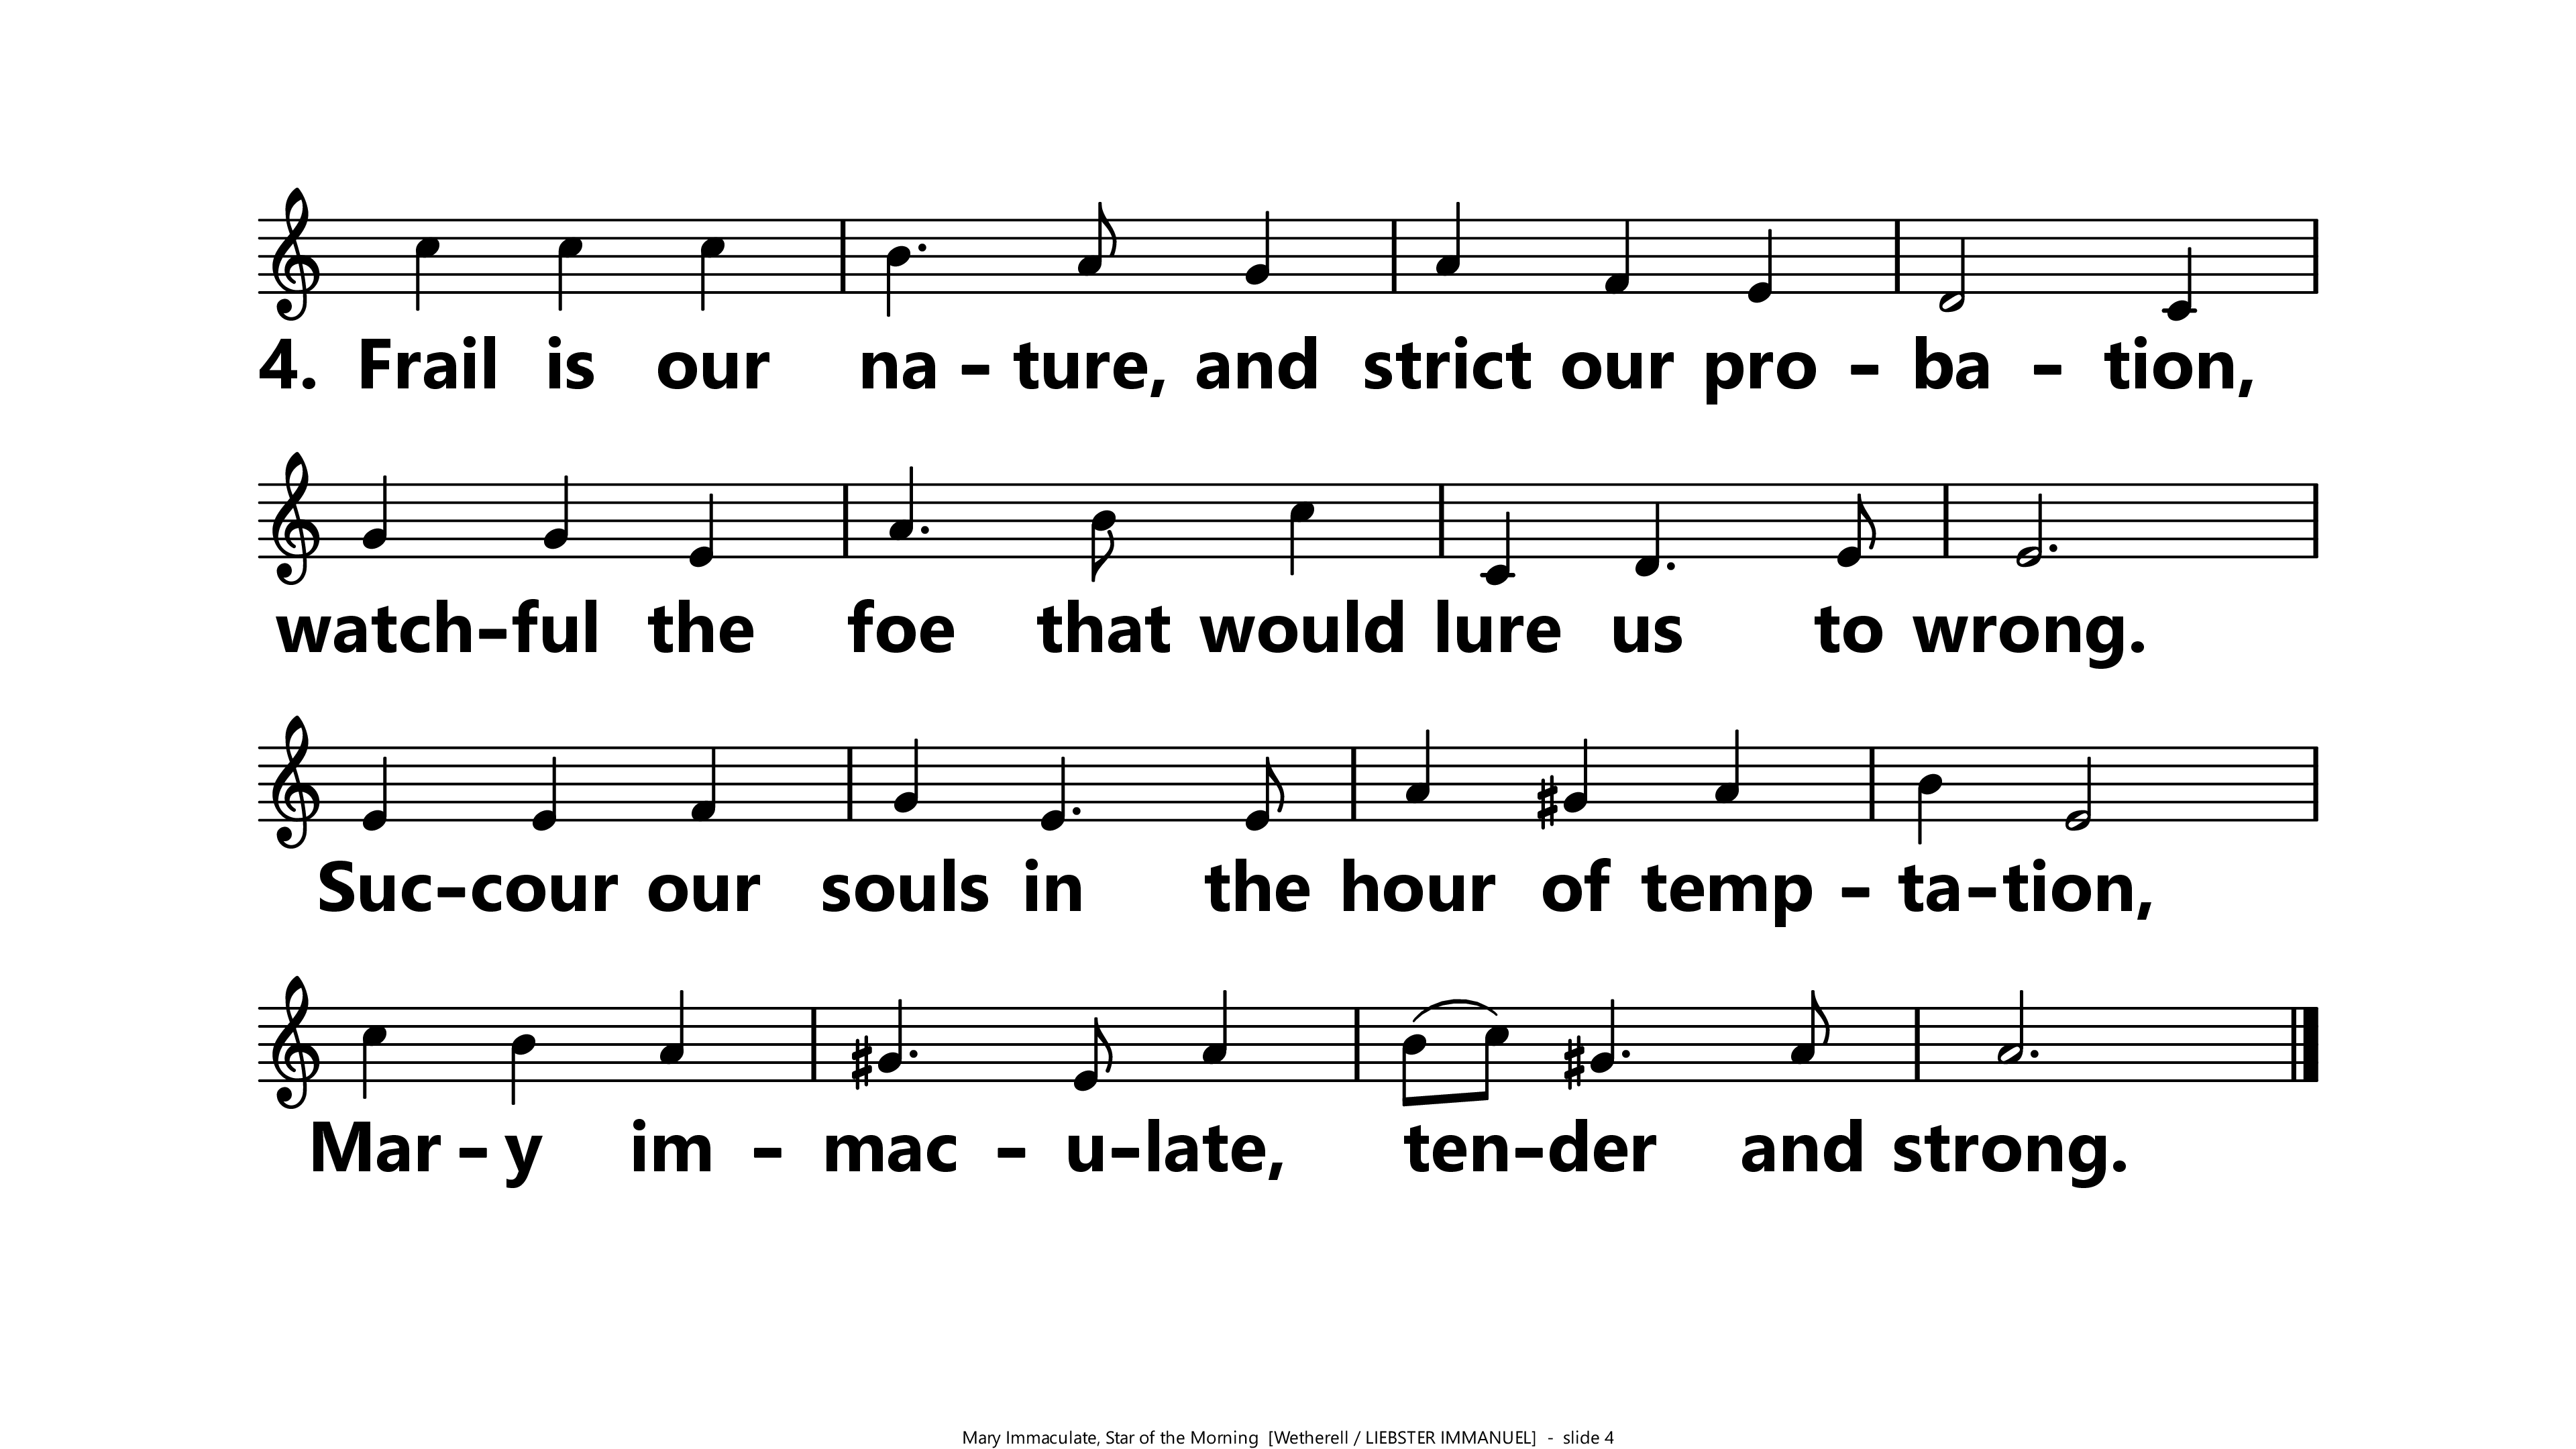 4. Frail is our na - ture, and strict our pro - ba - tion,
watch-ful the foe that would lure us to wrong.
Suc-cour our souls in the hour of temp - ta-tion,
Mar - y im - mac - u-late, ten-der and strong.
Mary Immaculate, Star of the Morning [Wetherell / LIEBSTER IMMANUEL] - slide 4